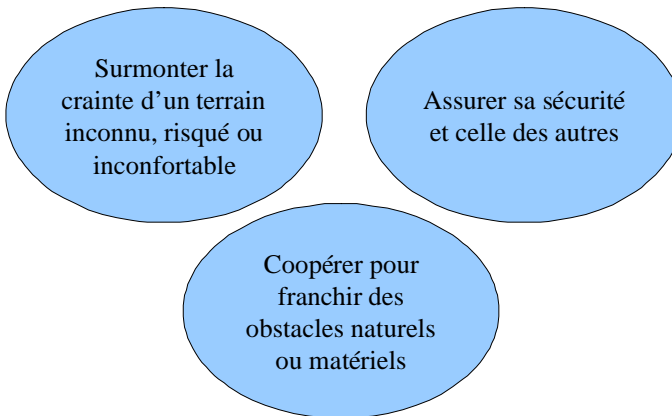 Surmonter la
crainte d’un terrain
inconnu, risqué ou
inconfortable
Assurer sa sécurité
et celle des autres
Coopérer pour
franchir des
obstacles naturels
ou matériels